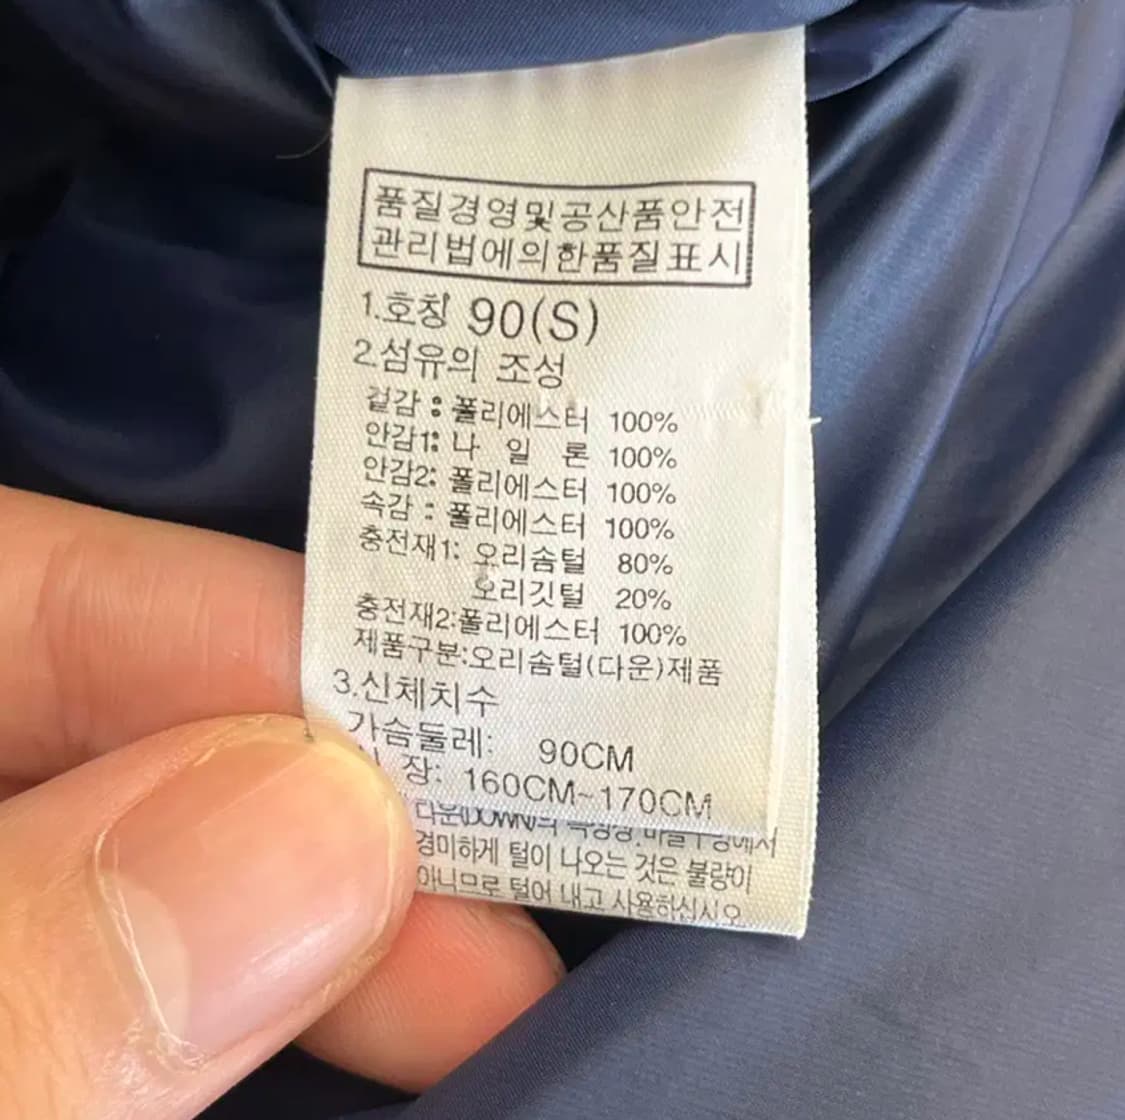 품질경영및공산품안전
관리법에의한품질표시
1.호칭 90(S)
2.섬유의 조성
겉감 : 폴리에스터 100%
안감1: 나 일 론 100%
안감2: 폴리에스터 100%
속감 : 폴리에스터 100%
충전재1: 오리솜털 80%
오리깃털 20%
충전재2:폴리에스터 100%
제품구분:오리솜털(다운)제품
3.신체치수
가슴둘레: 90CM
장: 160CM~170CM
다운(DOWN)의
경미하게 털이 나오는 것은 불량이
아니므로 털어 내고 사용하십시오